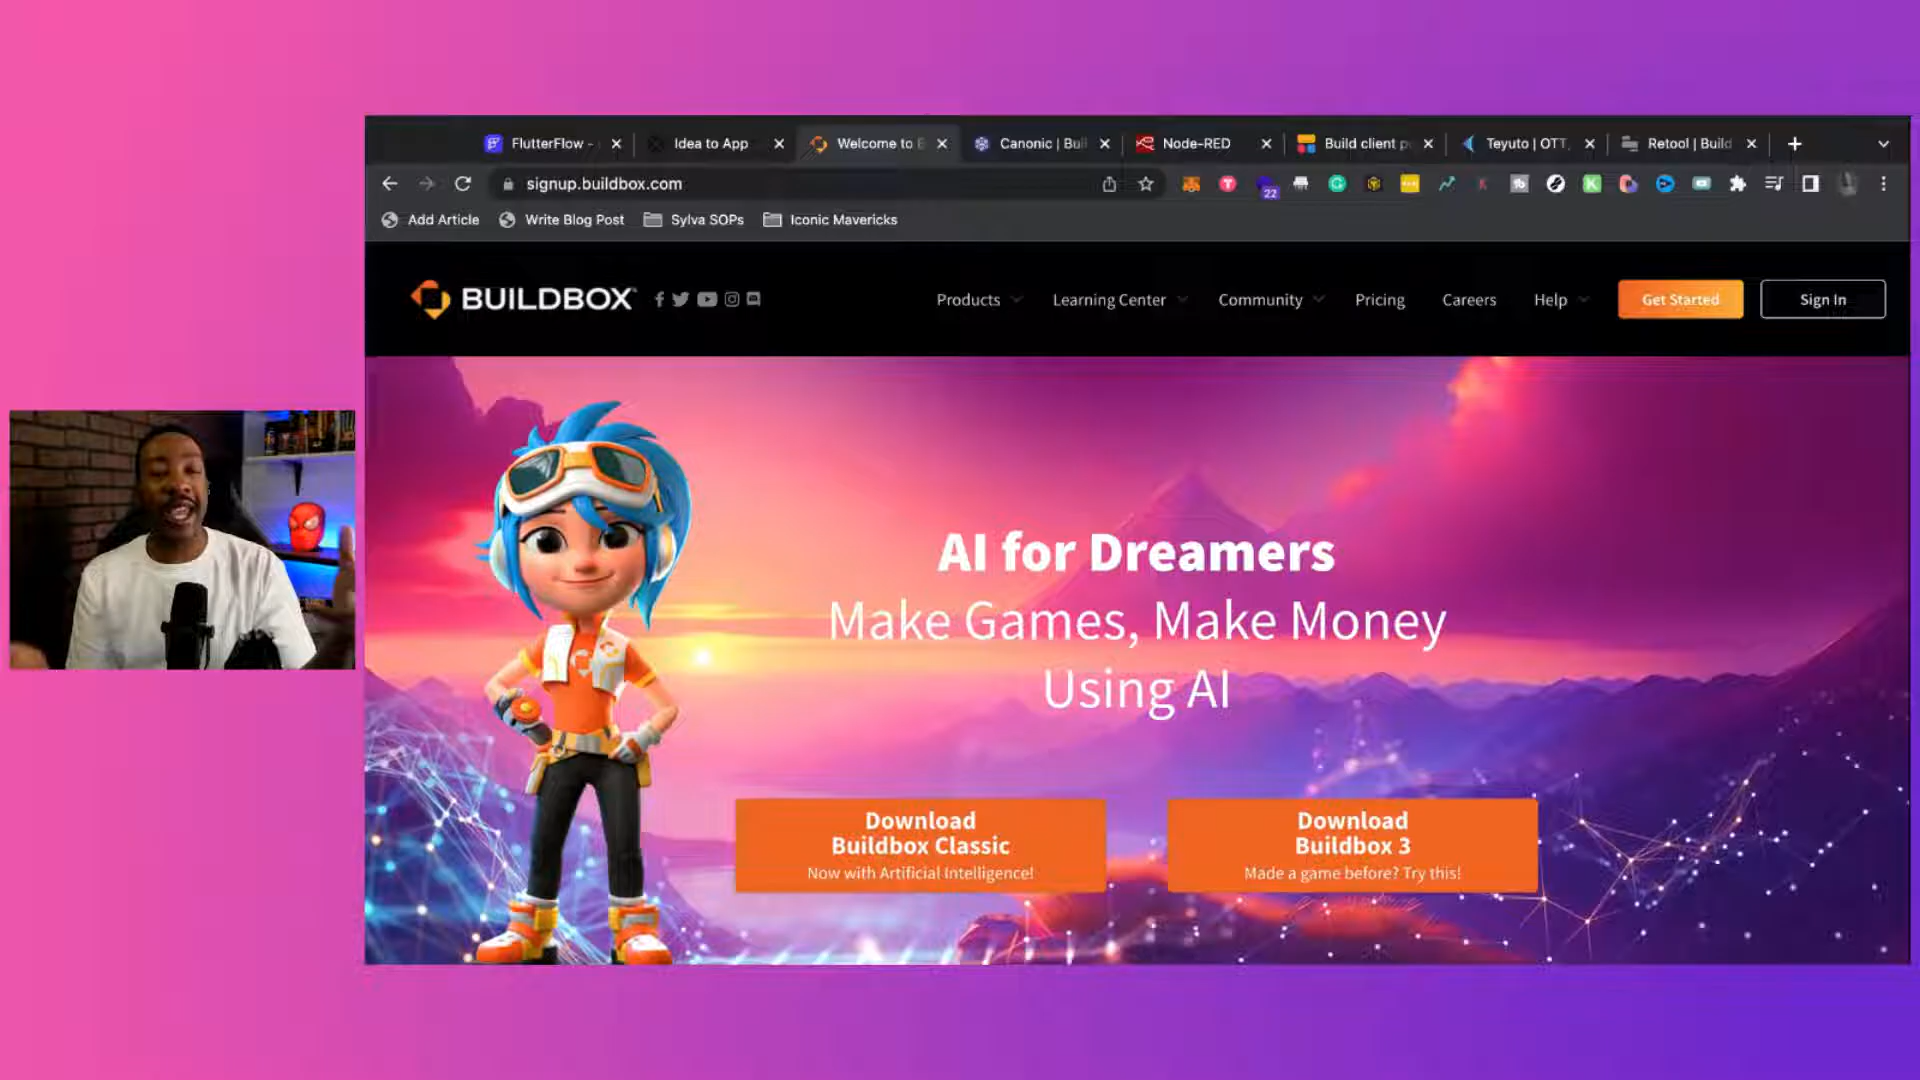 FlutterFlow -
Idea to App
Welcome to B
Canonic | Buil
Node-RED
Build client po
Teyuto | OTT,
Retool | Build
signup.buildbox.com
22
Add Article
Write Blog Post
Sylva SOPs
Iconic Mavericks
BUILDBOX
Products
Learning Center
Community
Pricing
Careers
Help
Get Started
Sign In
AI for Dreamers
Make Games, Make Money
Using AI
Download
Buildbox Classic
Now with Artificial Intelligence!
Download
Buildbox 3
Made a game before? Try this!